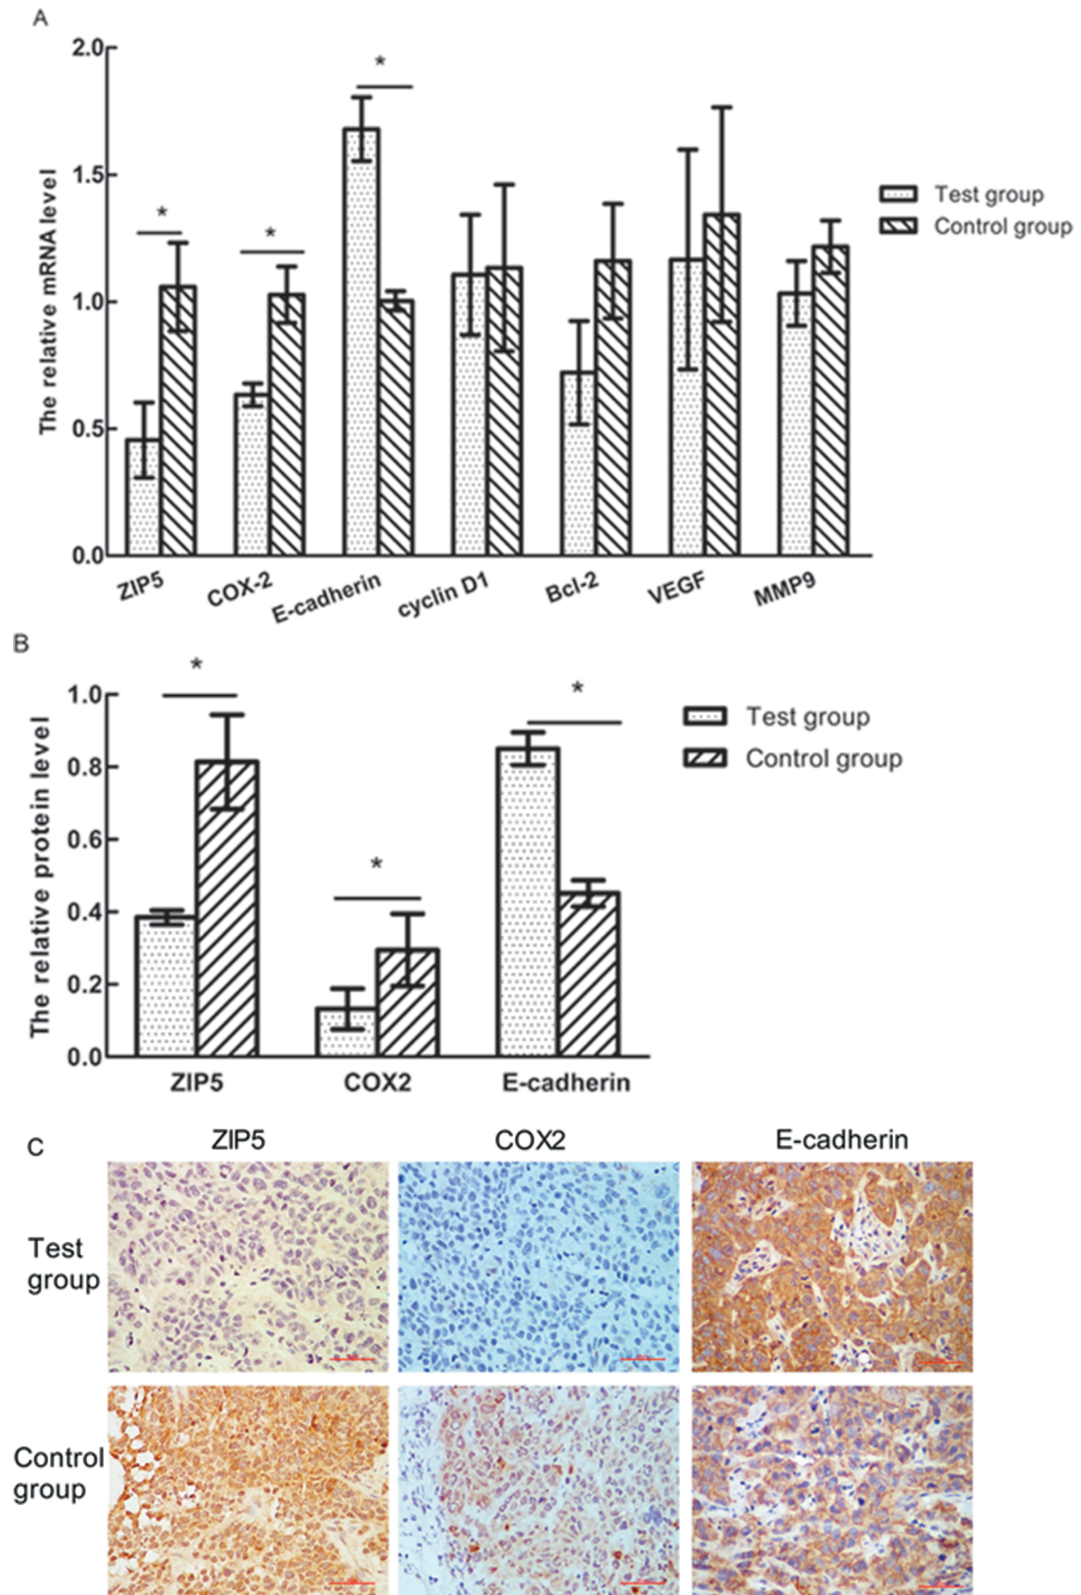 A
The relative mRNA level
2.0
1.5
1.0
0.5
0.0
*
*
*
Test group
Control group
ZIP5
COX-2
E-cadherin
cyclin D1
Bcl-2
VEGF
MMP9
B
The relative protein level
1.0
0.8
0.6
0.4
0.2
0.0
*
*
*
Test group
Control group
ZIP5
COX2
E-cadherin
C
ZIP5
COX2
E-cadherin
Test
group
Control
group